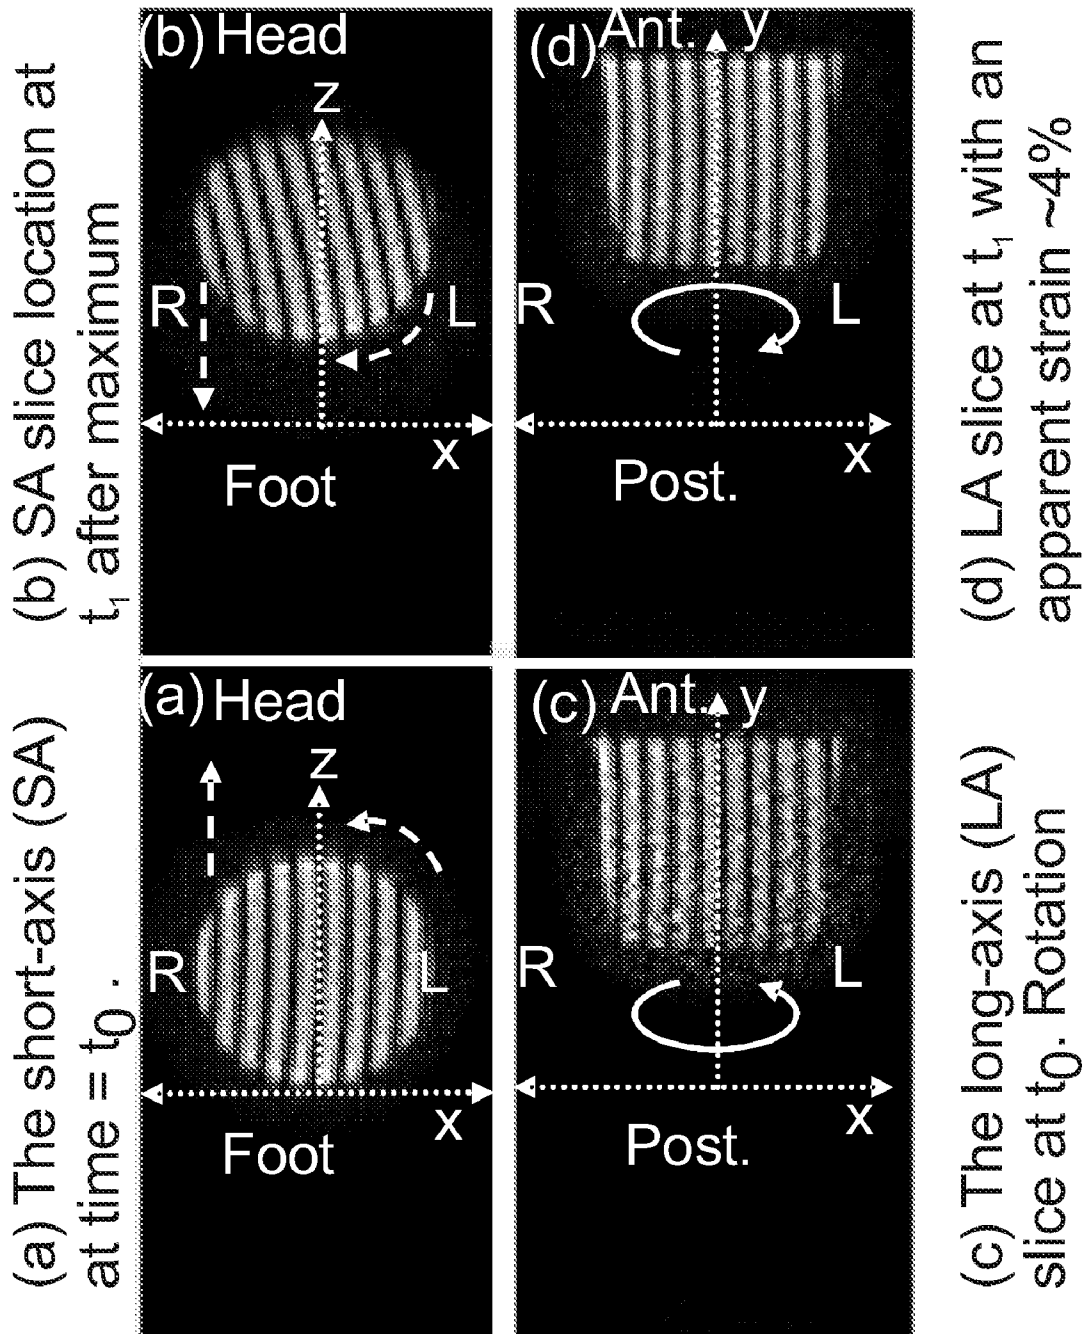 (b) SA slice location at
t₁ after maximum
(b) Head
z
R
L
x
Foot
(d) Ant. y
R
L
x
Post.
(d) LA slice at t₁ with an
apparent strain ~4%
(a) The short-axis (SA)
at time = t₀ .
(a) Head
z
R
L
x
Foot
(c) Ant. y
R
L
x
Post.
(c) The long-axis (LA)
slice at t₀. Rotation